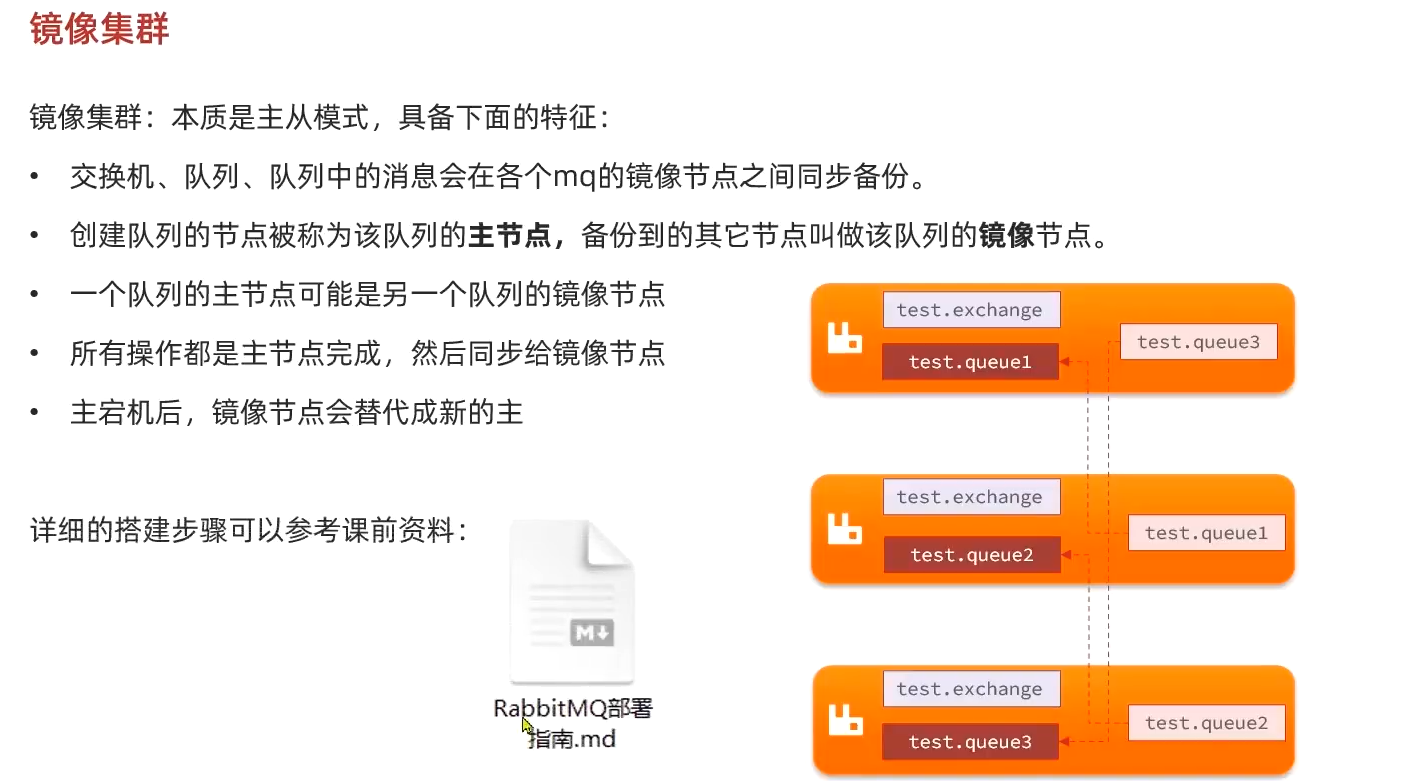 镜像集群
镜像集群：本质是主从模式，具备下面的特征：
• 交换机、队列、队列中的消息会在各个mq的镜像节点之间同步备份。
• 创建队列的节点被称为该队列的主节点，备份到的其它节点叫做该队列的镜像节点。
• 一个队列的主节点可能是另一个队列的镜像节点
• 所有操作都是主节点完成，然后同步给镜像节点
• 主宕机后，镜像节点会替代成新的主
详细的搭建步骤可以参考课前资料：
M
RabbitMQ部署
指南.md
test.exchange
test.queue1
test.queue3
test.exchange
test.queue2
test.queue1
test.exchange
test.queue3
test.queue2